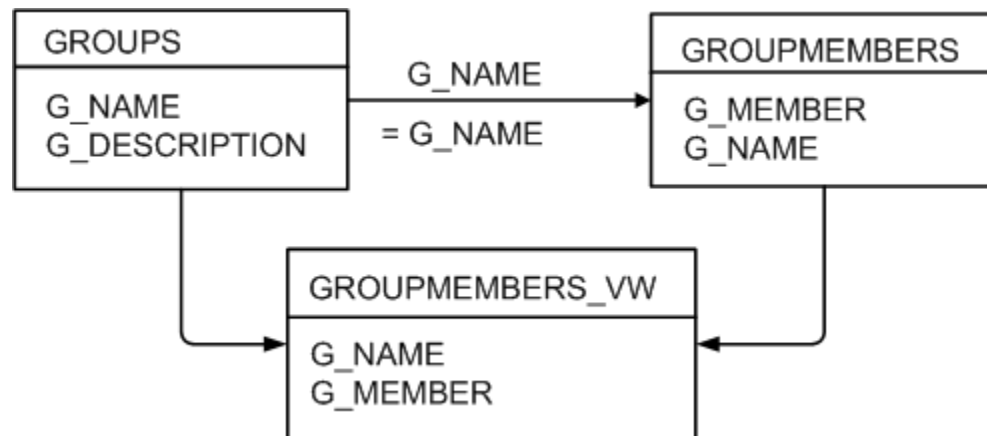 GROUPS
G_NAME
G_DESCRIPTION
G_NAME
= G_NAME
GROUPMEMBERS
G_MEMBER
G_NAME
GROUPMEMBERS_VW
G_NAME
G_MEMBER